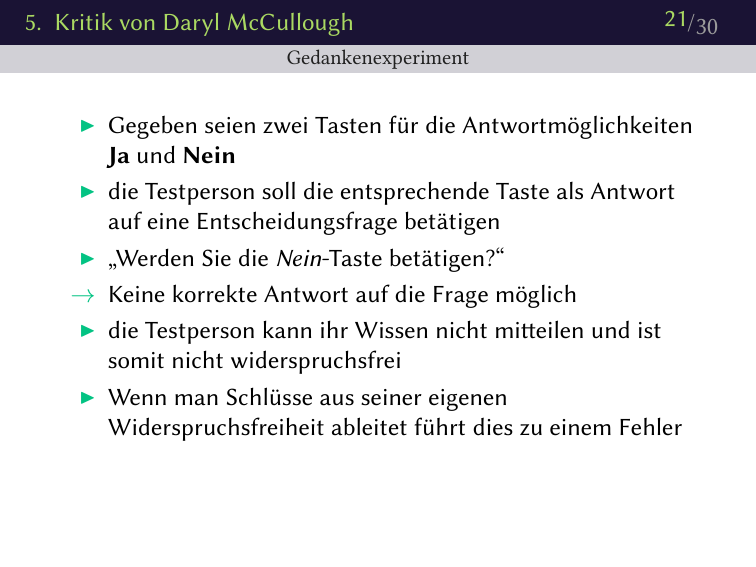 5. Kritik von Daryl McCullough 21/30
Gedankenexperiment
▶ Gegeben seien zwei Tasten für die Antwortmöglichkeiten
Ja und Nein
▶ die Testperson soll die entsprechende Taste als Antwort
auf eine Entscheidungsfrage betätigen
▶ „Werden Sie die Nein-Taste betätigen?“
→ Keine korrekte Antwort auf die Frage möglich
▶ die Testperson kann ihr Wissen nicht mitteilen und ist
somit nicht widerspruchsfrei
▶ Wenn man Schlüsse aus seiner eigenen
Widerspruchsfreiheit ableitet führt dies zu einem Fehler